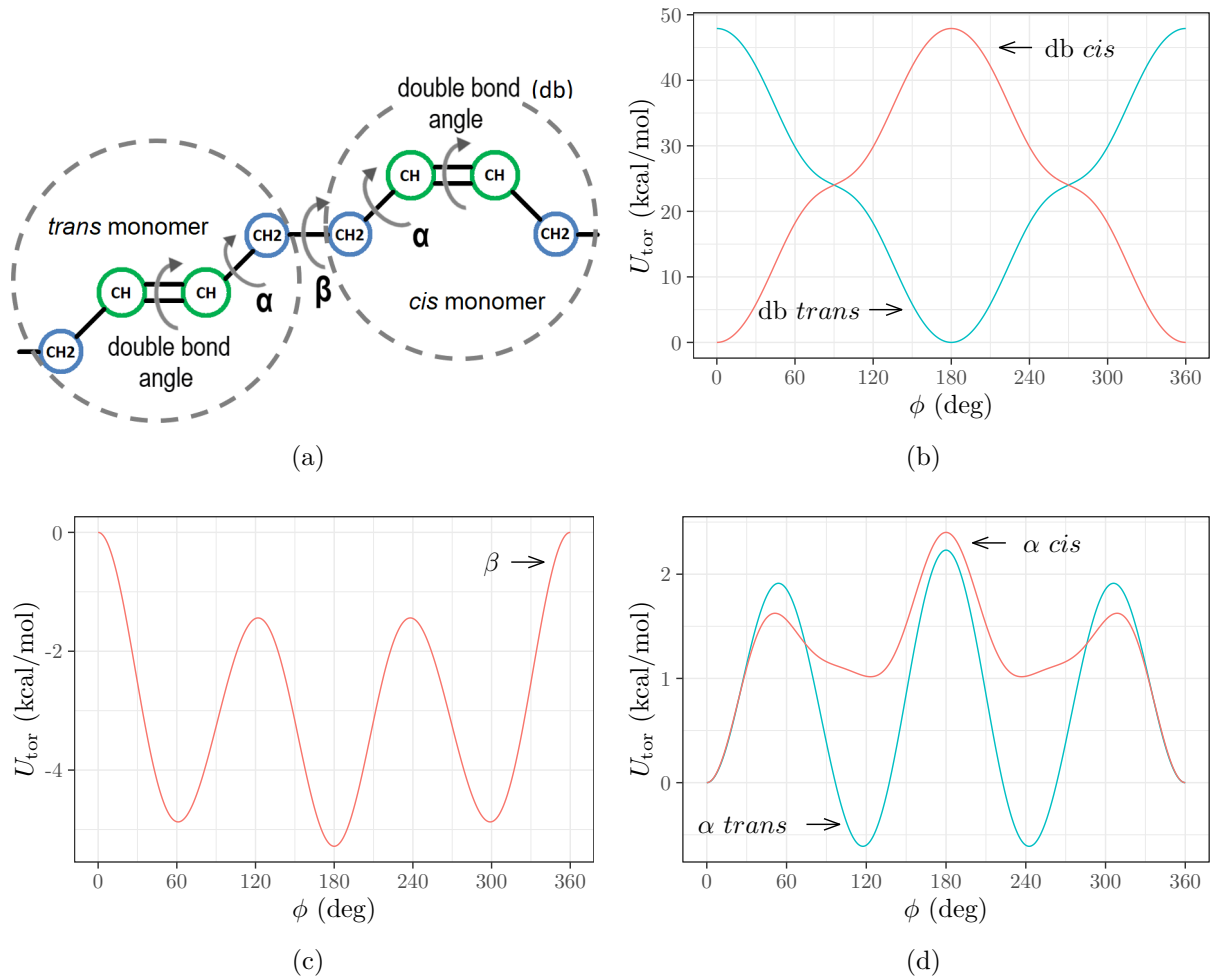 double bond (db)
angle
CH
CH
trans monomer
CH2
CH2
α
CH2
α
β
cis monomer
CH
CH
double bond
angle
CH2
(a)
U_tor (kcal/mol)
50
40
30
20
10
0
db cis
db trans
0 60 120 180 240 300 360
ϕ (deg)
(b)
U_tor (kcal/mol)
0
-2
-4
β
0 60 120 180 240 300 360
ϕ (deg)
(c)
U_tor (kcal/mol)
2
1
0
α cis
α trans
0 60 120 180 240 300 360
ϕ (deg)
(d)